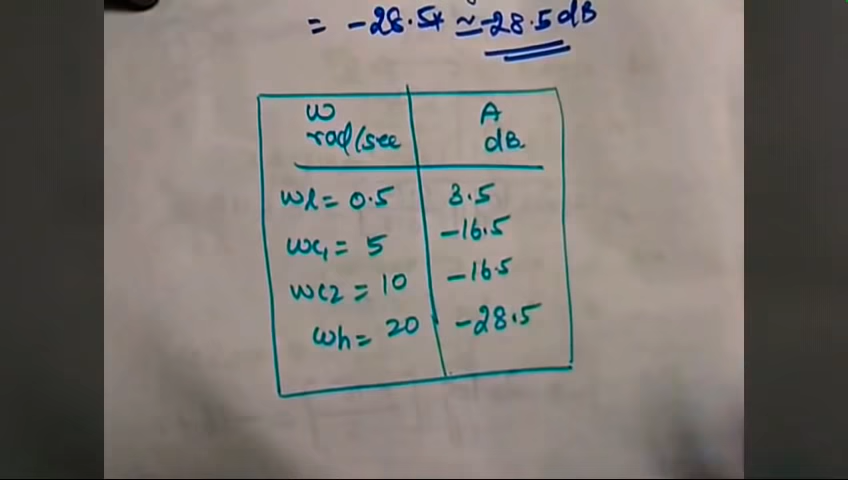 = -28.54 ≃ -28.5 dB
ω A
rad/sec dB
ωl = 0.5 3.5
ωc1 = 5 -16.5
ωc2 = 10 -16.5
ωh = 20 -28.5